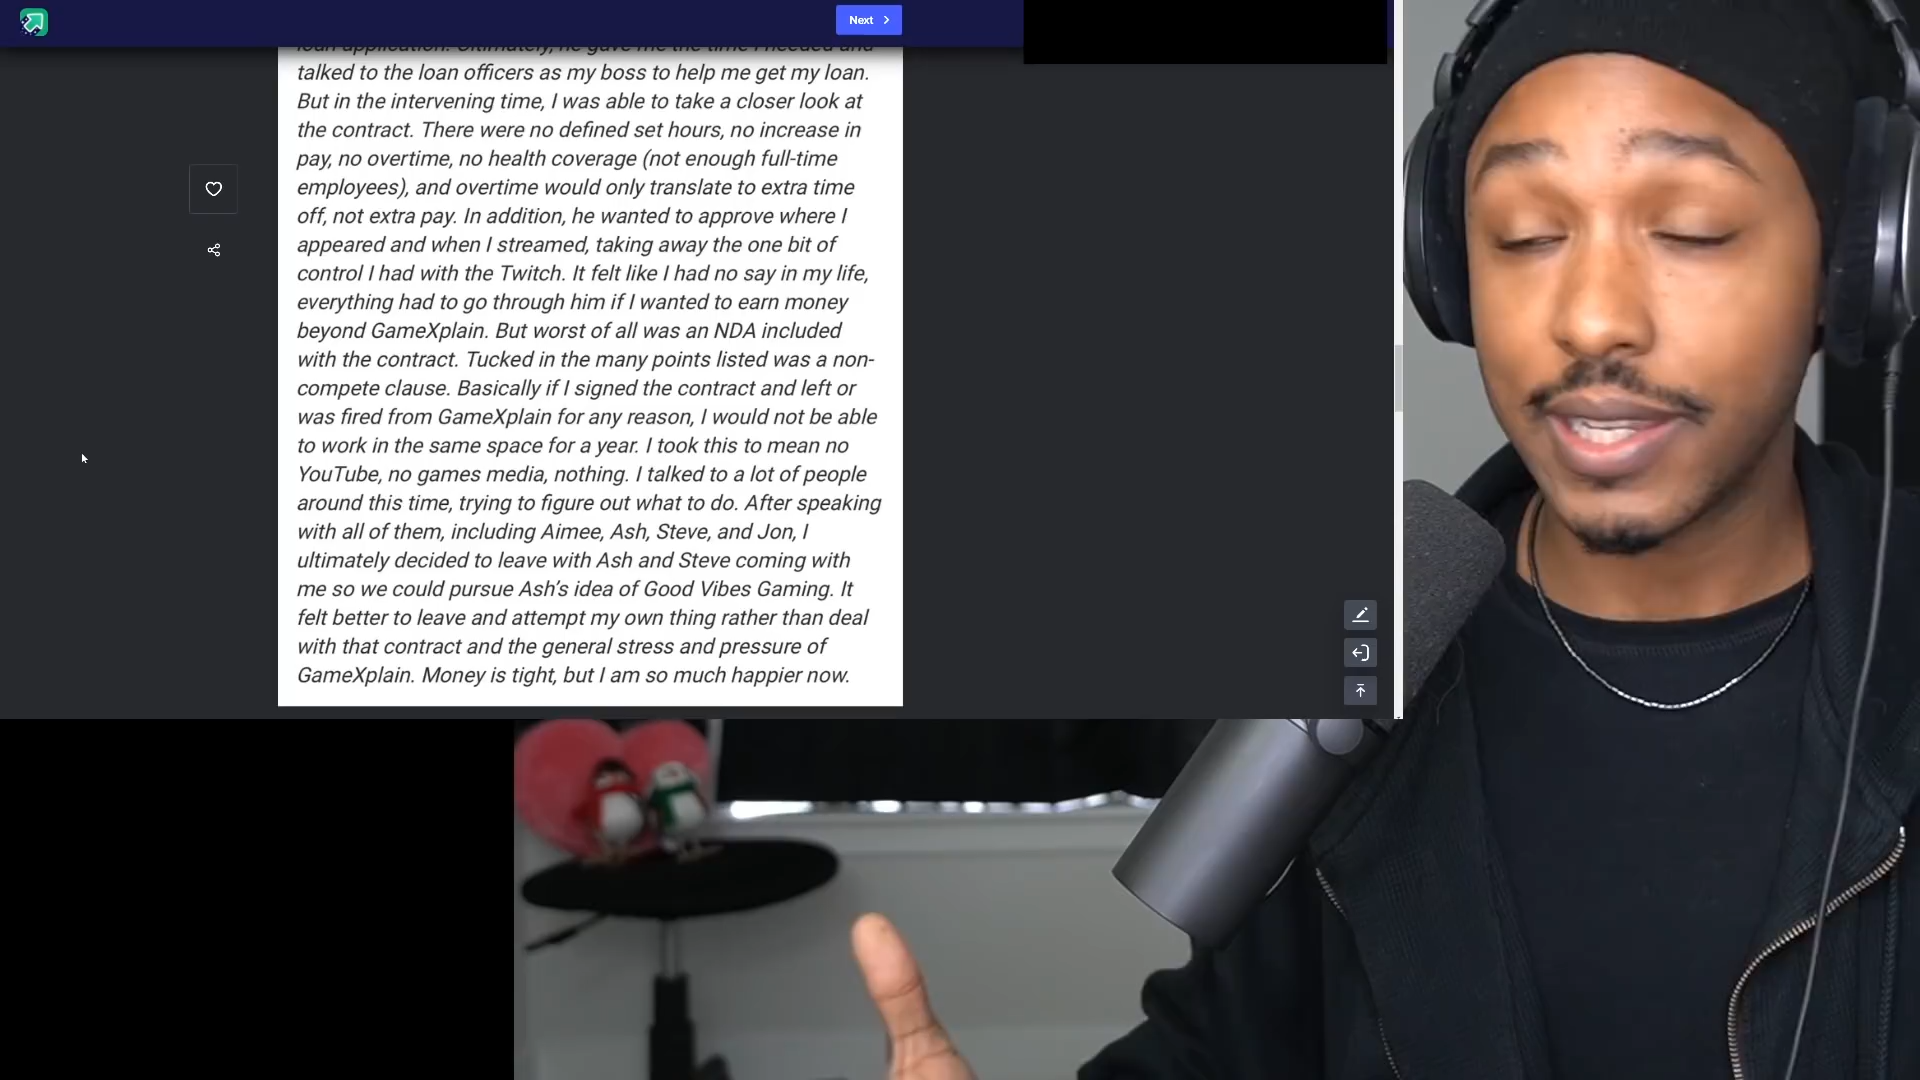 Next
loan application. Ultimately, he gave me the time I needed and
talked to the loan officers as my boss to help me get my loan.
But in the intervening time, I was able to take a closer look at
the contract. There were no defined set hours, no increase in
pay, no overtime, no health coverage (not enough full-time
employees), and overtime would only translate to extra time
off, not extra pay. In addition, he wanted to approve where I
appeared and when I streamed, taking away the one bit of
control I had with the Twitch. It felt like I had no say in my life,
everything had to go through him if I wanted to earn money
beyond GameXplain. But worst of all was an NDA included
with the contract. Tucked in the many points listed was a non-
compete clause. Basically if I signed the contract and left or
was fired from GameXplain for any reason, I would not be able
to work in the same space for a year. I took this to mean no
YouTube, no games media, nothing. I talked to a lot of people
around this time, trying to figure out what to do. After speaking
with all of them, including Aimee, Ash, Steve, and Jon, I
ultimately decided to leave with Ash and Steve coming with
me so we could pursue Ash’s idea of Good Vibes Gaming. It
felt better to leave and attempt my own thing rather than deal
with that contract and the general stress and pressure of
GameXplain. Money is tight, but I am so much happier now.